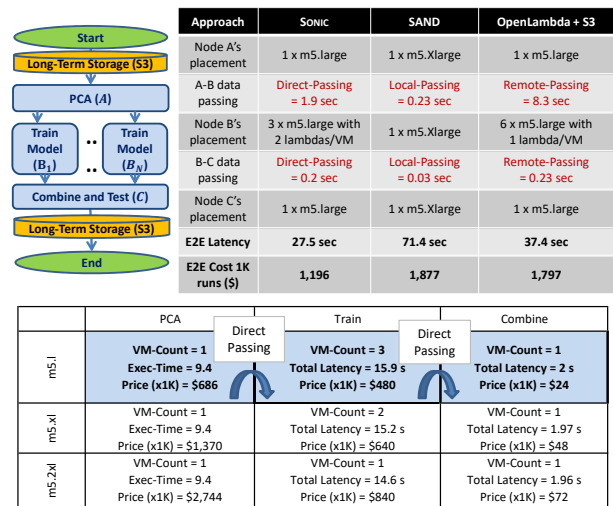 Start
Long-Term Storage (S3)
PCA (A)
Train Model (B1) .. .. Train Model (BN)
Combine and Test (C)
Long-Term Storage (S3)
End
Approach SONIC SAND OpenLambda + S3
Node A's placement 1 x m5.large 1 x m5.Xlarge 1 x m5.large
A-B data passing Direct-Passing = 1.9 sec Local-Passing = 0.23 sec Remote-Passing = 8.3 sec
Node B's placement 3 x m5.large with 2 lambdas/VM 1 x m5.Xlarge 6 x m5.large with 1 lambda/VM
B-C data passing Direct-Passing = 0.2 sec Local-Passing = 0.03 sec Remote-Passing = 0.23 sec
Node C's placement 1 x m5.large 1 x m5.Xlarge 1 x m5.large
E2E Latency 27.5 sec 71.4 sec 37.4 sec
E2E Cost 1K runs ($) 1,196 1,877 1,797
PCA Train Combine
Direct Passing Direct Passing
m5.l
VM-Count = 1 VM-Count = 3 VM-Count = 1
Exec-Time = 9.4 Total Latency = 15.9 s Total Latency = 2 s
Price (x1K) = $686 Price (x1K) = $480 Price (x1K) = $24
m5.xl
VM-Count = 1 VM-Count = 2 VM-Count = 1
Exec-Time = 9.4 Total Latency = 15.2 s Total Latency = 1.97 s
Price (x1K) = $1,370 Price (x1K) = $640 Price (x1K) = $48
m5.2xl
VM-Count = 1 VM-Count = 1 VM-Count = 1
Exec-Time = 9.4 Total Latency = 14.6 s Total Latency = 1.96 s
Price (x1K) = $2,744 Price (x1K) = $840 Price (x1K) = $72